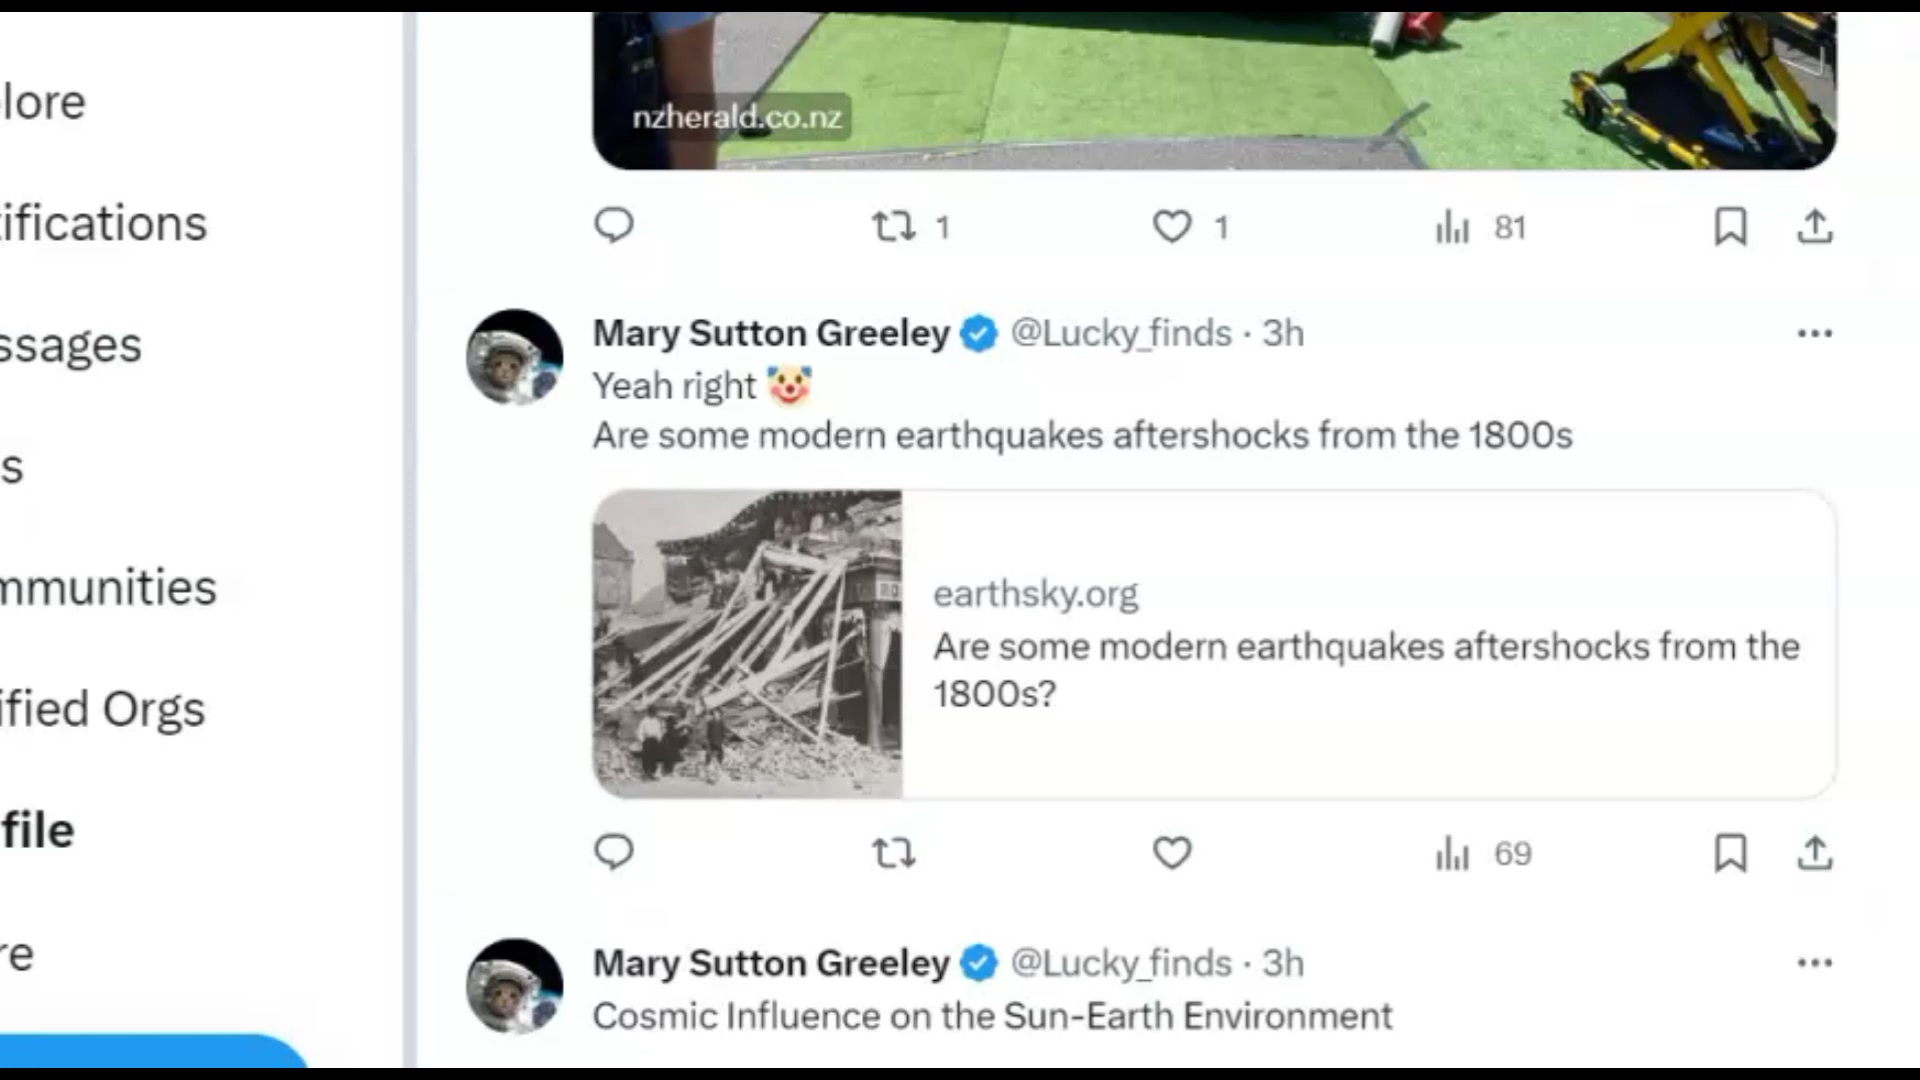 lore
ifications
ssages
s
mmunities
ified Orgs
file
re
nzherald.co.nz
1
1
81
Mary Sutton Greeley @Lucky_finds · 3h
Yeah right 🤡
Are some modern earthquakes aftershocks from the 1800s
earthsky.org
Are some modern earthquakes aftershocks from the
1800s?
69
Mary Sutton Greeley @Lucky_finds · 3h
Cosmic Influence on the Sun-Earth Environment